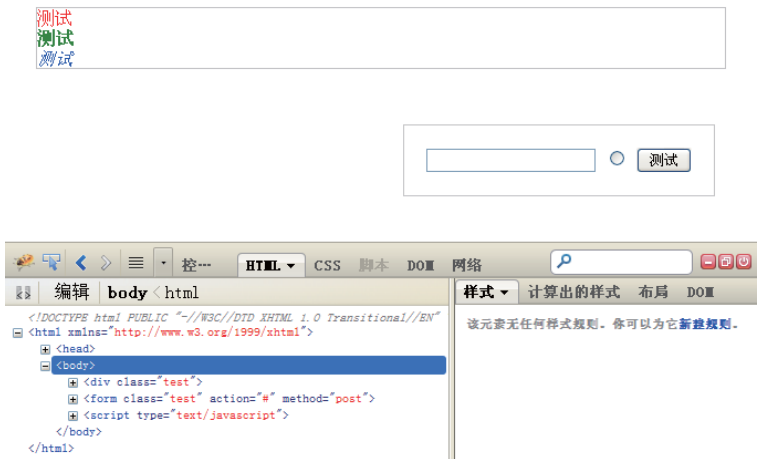 测试
测试
测试
测试
控… HTML CSS 脚本 DOM 网络
编辑 body < html
样式 计算出的样式 布局 DOM
<!DOCTYPE html PUBLIC "-//W3C//DTD XHTML 1.0 Transitional//EN"
<html xmlns="http://www.w3.org/1999/xhtml">
<head>
<body>
<div class="test">
<form class="test" action="#" method="post">
<script type="text/javascript">
</body>
</html>
该元素无任何样式规则。你可以为它新建规则.